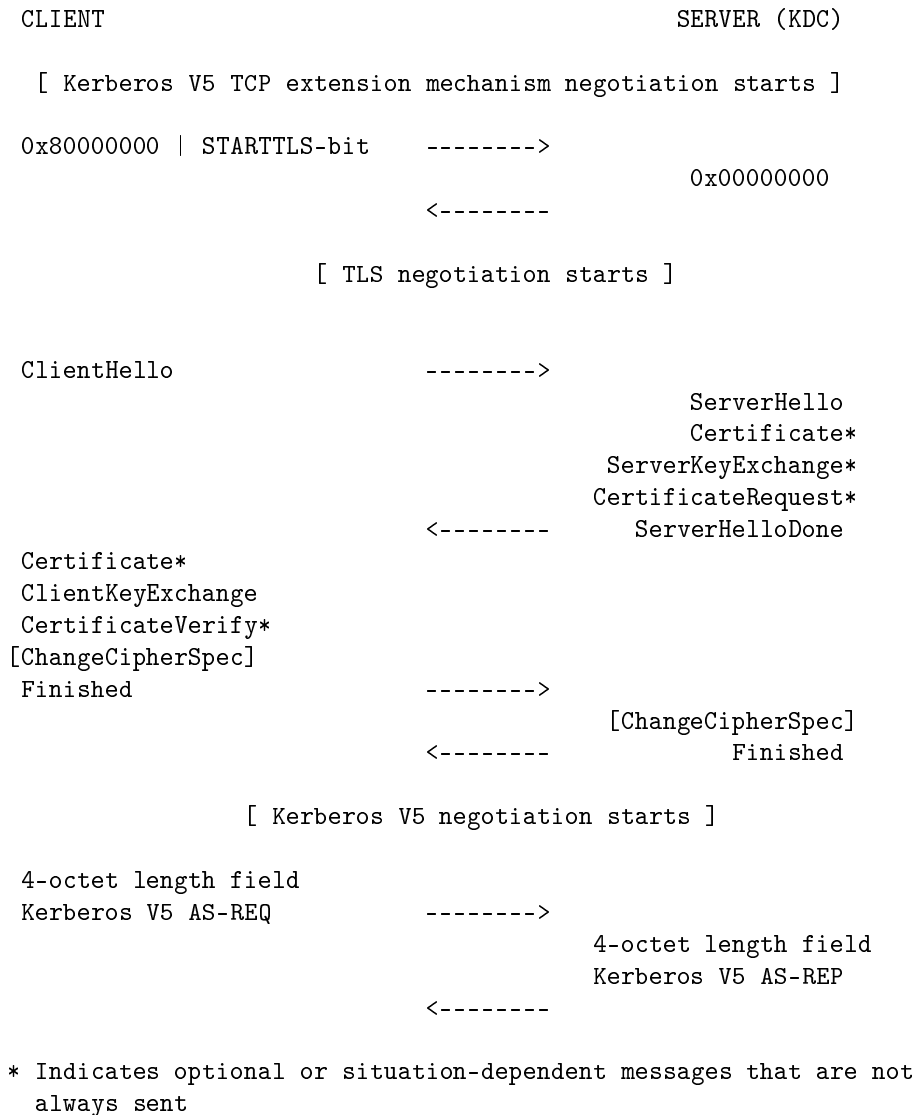 CLIENT SERVER (KDC)
[ Kerberos V5 TCP extension mechanism negotiation starts ]
0x80000000 | STARTTLS-bit -------->
0x00000000
<--------
[ TLS negotiation starts ]
ClientHello -------->
ServerHello
Certificate*
ServerKeyExchange*
CertificateRequest*
<-------- ServerHelloDone
Certificate*
ClientKeyExchange
CertificateVerify*
[ChangeCipherSpec]
Finished -------->
[ChangeCipherSpec]
<-------- Finished
[ Kerberos V5 negotiation starts ]
4-octet length field
Kerberos V5 AS-REQ -------->
4-octet length field
Kerberos V5 AS-REP
<--------
* Indicates optional or situation-dependent messages that are not
always sent